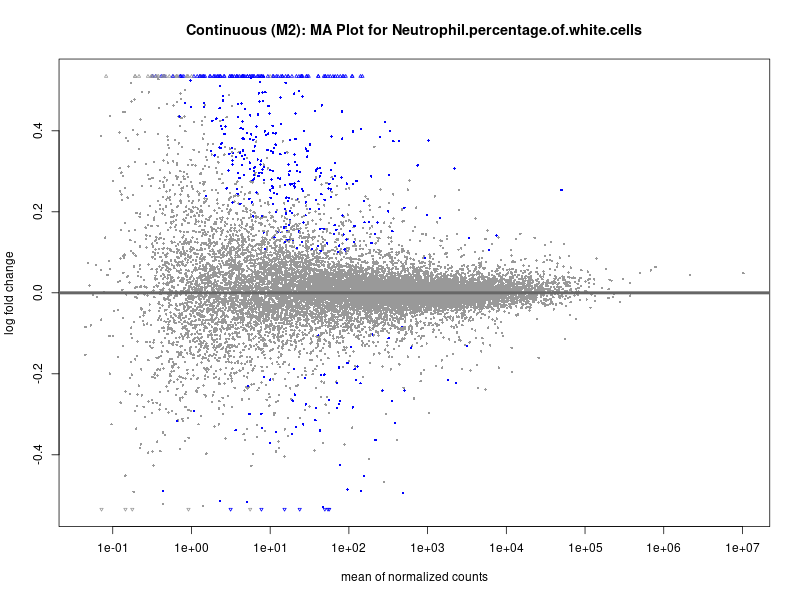 Continuous (M2): MA Plot for Neutrophil.percentage.of.white.cells
log fold change
0.4
0.2
0.0
-0.2
-0.4
1e-01 1e+00 1e+01 1e+02 1e+03 1e+04 1e+05 1e+06 1e+07
mean of normalized counts